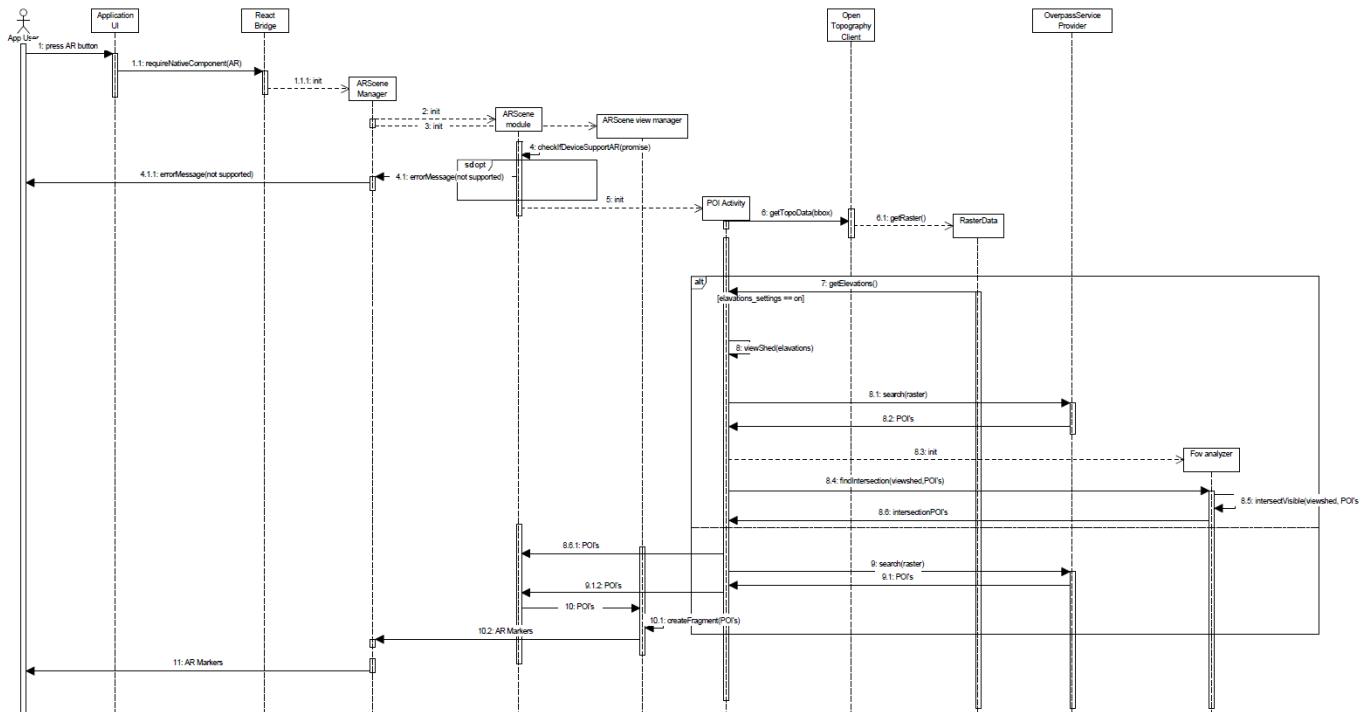 Application
UI
React
Bridge
Open
Topography
Client
OverpassService
Provider
App User
1: press AR button
1.1: requireNativeComponent(AR)
1.1.1: init
ARScene
Manager
2: init
3: init
ARScene
module
ARScene view manager
4: checkIfDeviceSupportAR(promise)
sd opt
4.1: errorMessage(not supported)
4.1.1: errorMessage(not supported)
5: init
POI Activity
6: getTopoData(bbox)
6.1: getRaster()
RasterData
alt
7: getElevations()
[elavations_settings == on]
8: viewShed(elavations)
8.1: search(raster)
8.2: POI's
8.3: init
Fov analyzer
8.4: findIntersection(viewshed,POI's)
8.5: intersectVisible(viewshed, POI's
8.6: intersectionPOI's
8.6.1: POI's
9: search(raster)
9.1: POI's
9.1.2: POI's
10: POI's
10.1: createFragment(POI's)
10.2: AR Markers
11: AR Markers